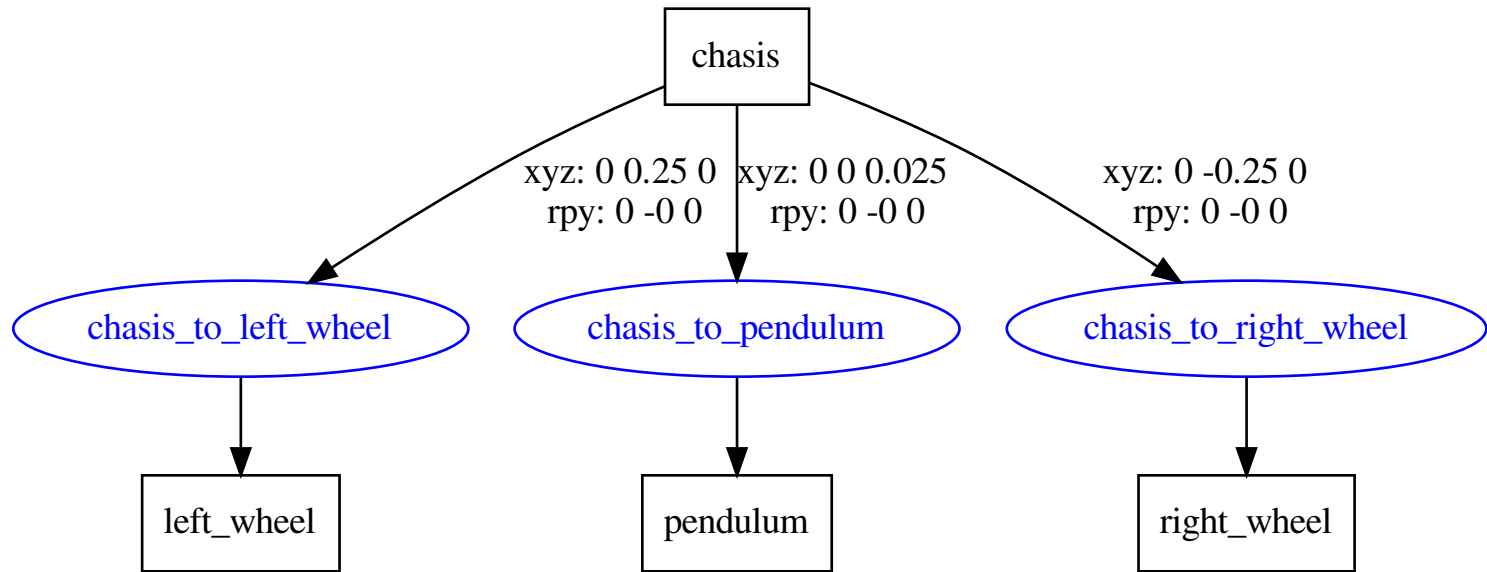 chasis
xyz: 0 0.25 0
rpy: 0 -0 0
xyz: 0 0 0.025
rpy: 0 -0 0
xyz: 0 -0.25 0
rpy: 0 -0 0
chasis_to_left_wheel
chasis_to_pendulum
chasis_to_right_wheel
left_wheel
pendulum
right_wheel